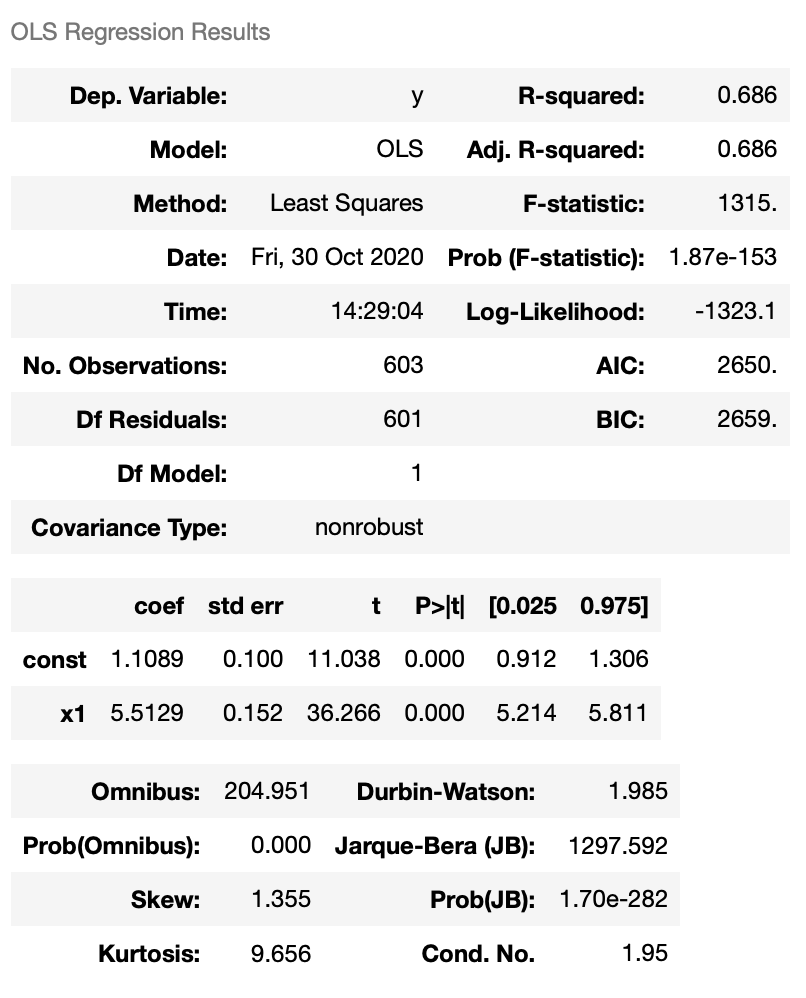 OLS Regression Results
Dep. Variable: y R-squared: 0.686
Model: OLS Adj. R-squared: 0.686
Method: Least Squares F-statistic: 1315.
Date: Fri, 30 Oct 2020 Prob (F-statistic): 1.87e-153
Time: 14:29:04 Log-Likelihood: -1323.1
No. Observations: 603 AIC: 2650.
Df Residuals: 601 BIC: 2659.
Df Model: 1
Covariance Type: nonrobust
coef std err t P>|t| [0.025 0.975]
const 1.1089 0.100 11.038 0.000 0.912 1.306
x1 5.5129 0.152 36.266 0.000 5.214 5.811
Omnibus: 204.951 Durbin-Watson: 1.985
Prob(Omnibus): 0.000 Jarque-Bera (JB): 1297.592
Skew: 1.355 Prob(JB): 1.70e-282
Kurtosis: 9.656 Cond. No. 1.95